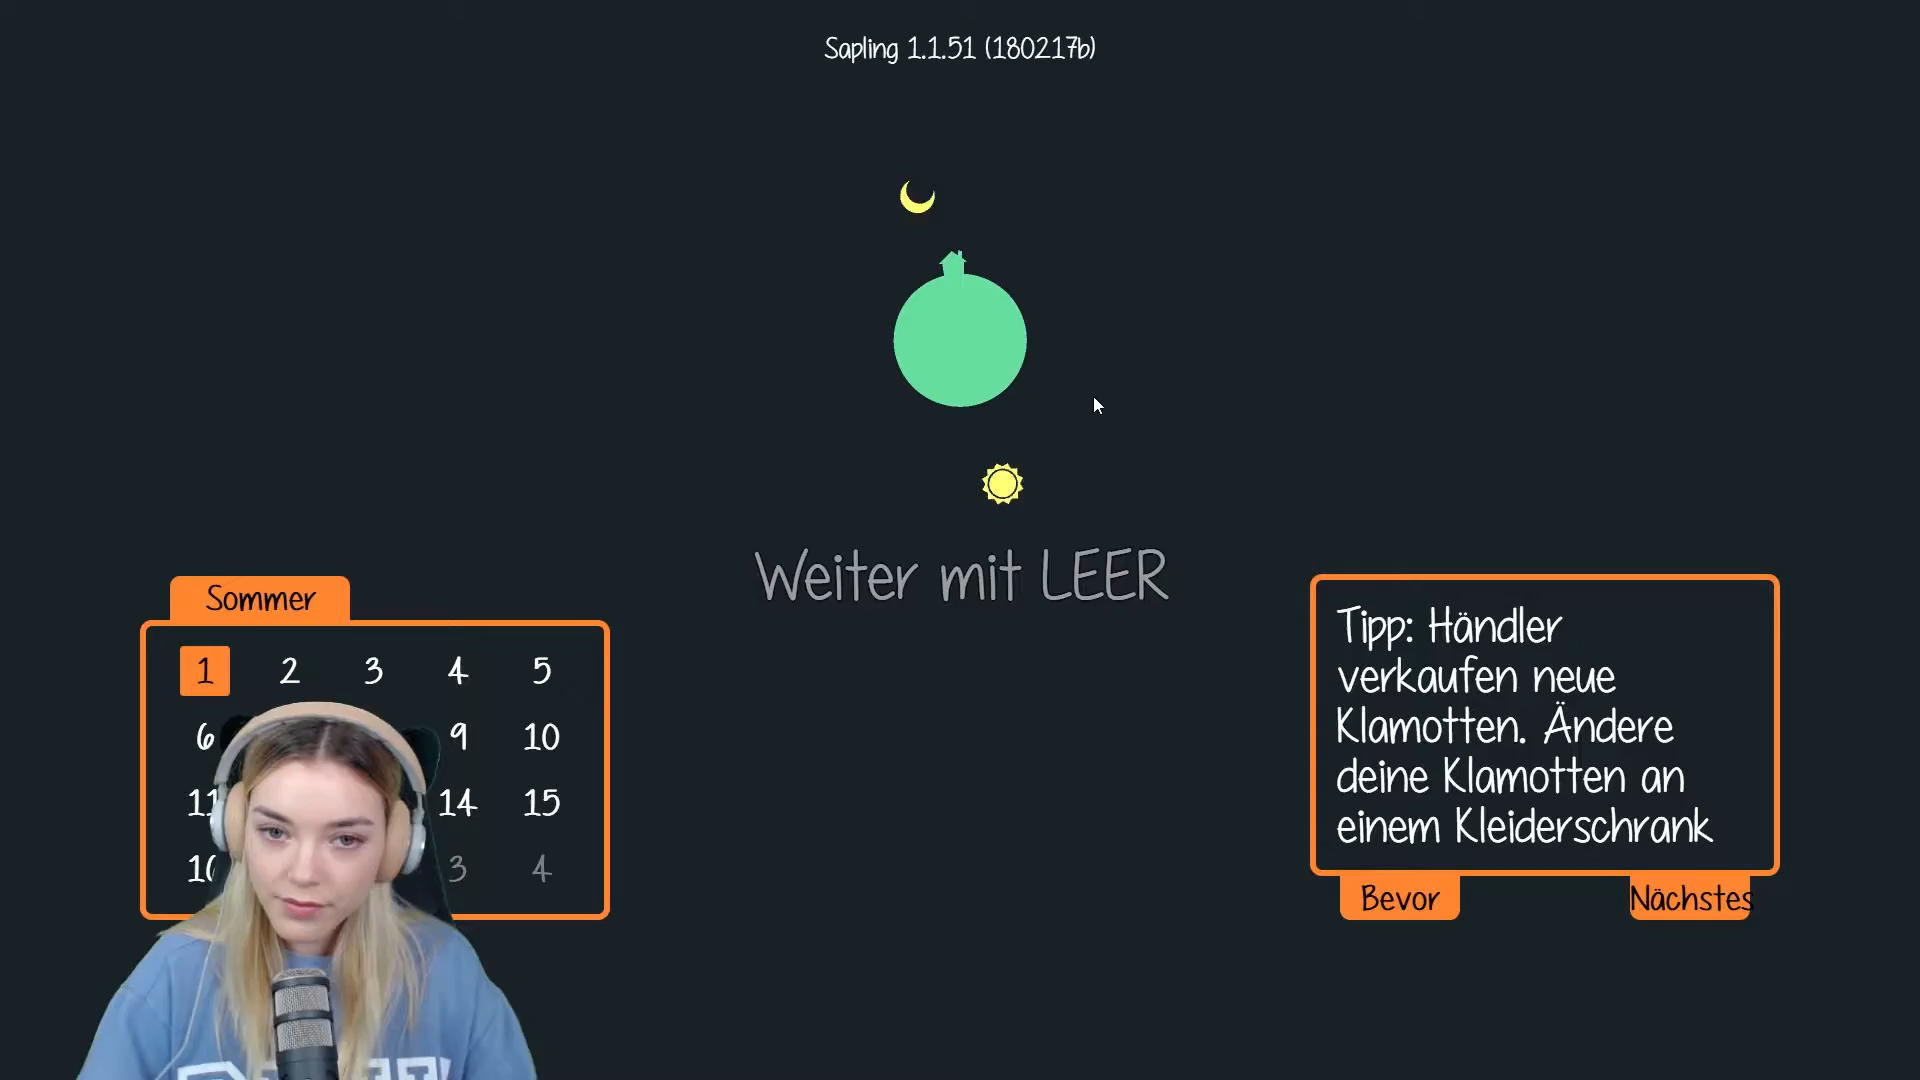 Sapling 1.1.51 (180217b)
Weiter mit LEER
Sommer
1 2 3 4 5
6 9 10
11 14 15
3 4
Tipp: Händler
verkaufen neue
Klamotten. Ändere
deine Klamotten an
einem Kleiderschrank
Bevor
Nächstes